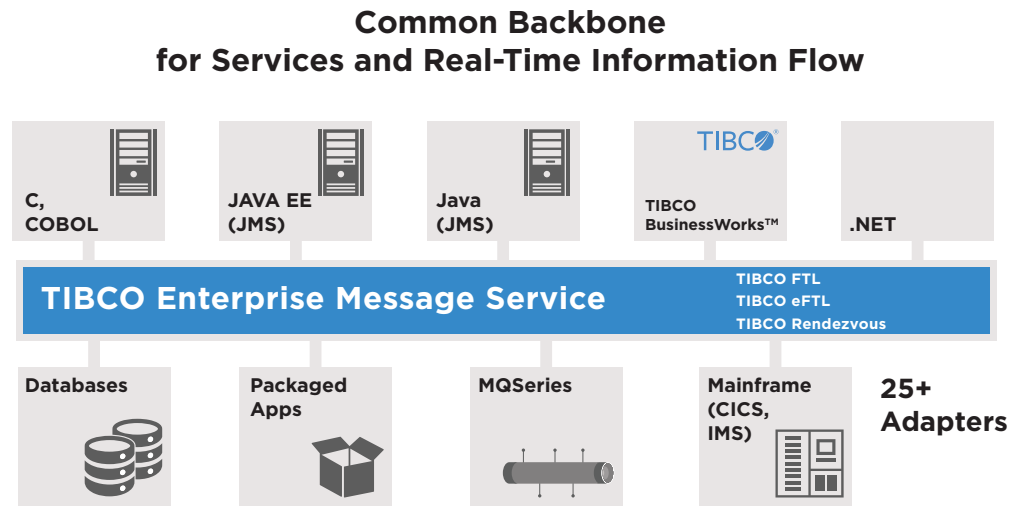 Common Backbone
for Services and Real-Time Information Flow
C,
COBOL
JAVA EE
(JMS)
Java
(JMS)
TIBCO®
TIBCO
BusinessWorks™
.NET
TIBCO Enterprise Message Service
TIBCO FTL
TIBCO eFTL
TIBCO Rendezvous
Databases
Packaged
Apps
MQSeries
Mainframe
(CICS,
IMS)
25+
Adapters